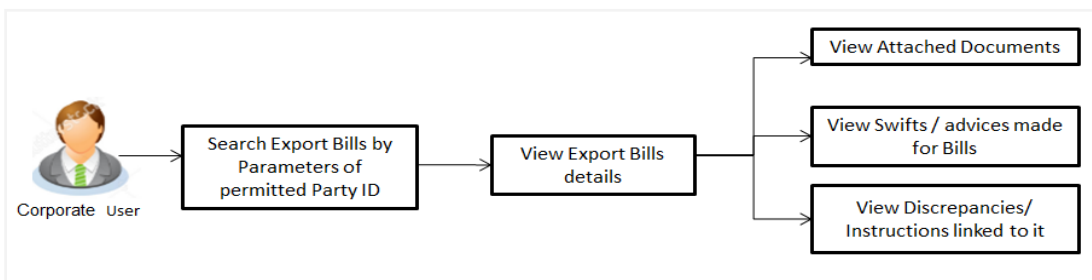 Corporate User
Search Export Bills by
Parameters of
permitted Party ID
View Export Bills
details
View Attached Documents
View Swifts / advices made
for Bills
View Discrepancies/
Instructions linked to it